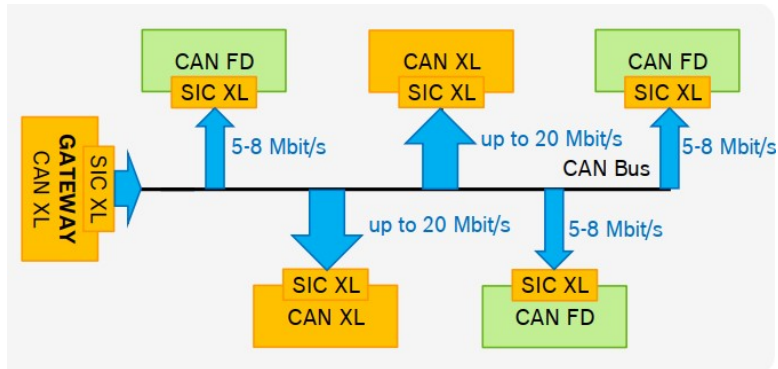 CAN FD
SIC XL
CAN XL
SIC XL
CAN FD
SIC XL
5-8 Mbit/s
up to 20 Mbit/s
5-8 Mbit/s
GATEWAY
CAN XL
SIC XL
CAN Bus
up to 20 Mbit/s
5-8 Mbit/s
SIC XL
CAN XL
SIC XL
CAN FD